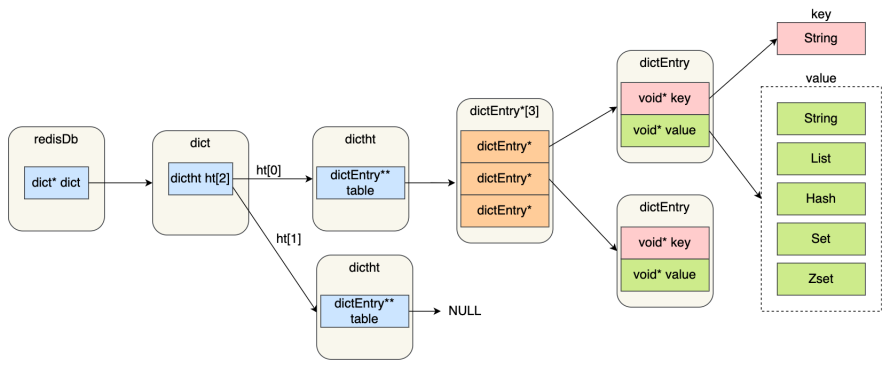 redisDb
dict* dict
dict
dictht ht[2]
ht[0]
ht[1]
dictht
dictEntry**
table
dictht
dictEntry**
table
NULL
dictEntry*[3]
dictEntry*
dictEntry*
dictEntry*
dictEntry
void* key
void* value
dictEntry
void* key
void* value
key
String
value
String
List
Hash
Set
Zset